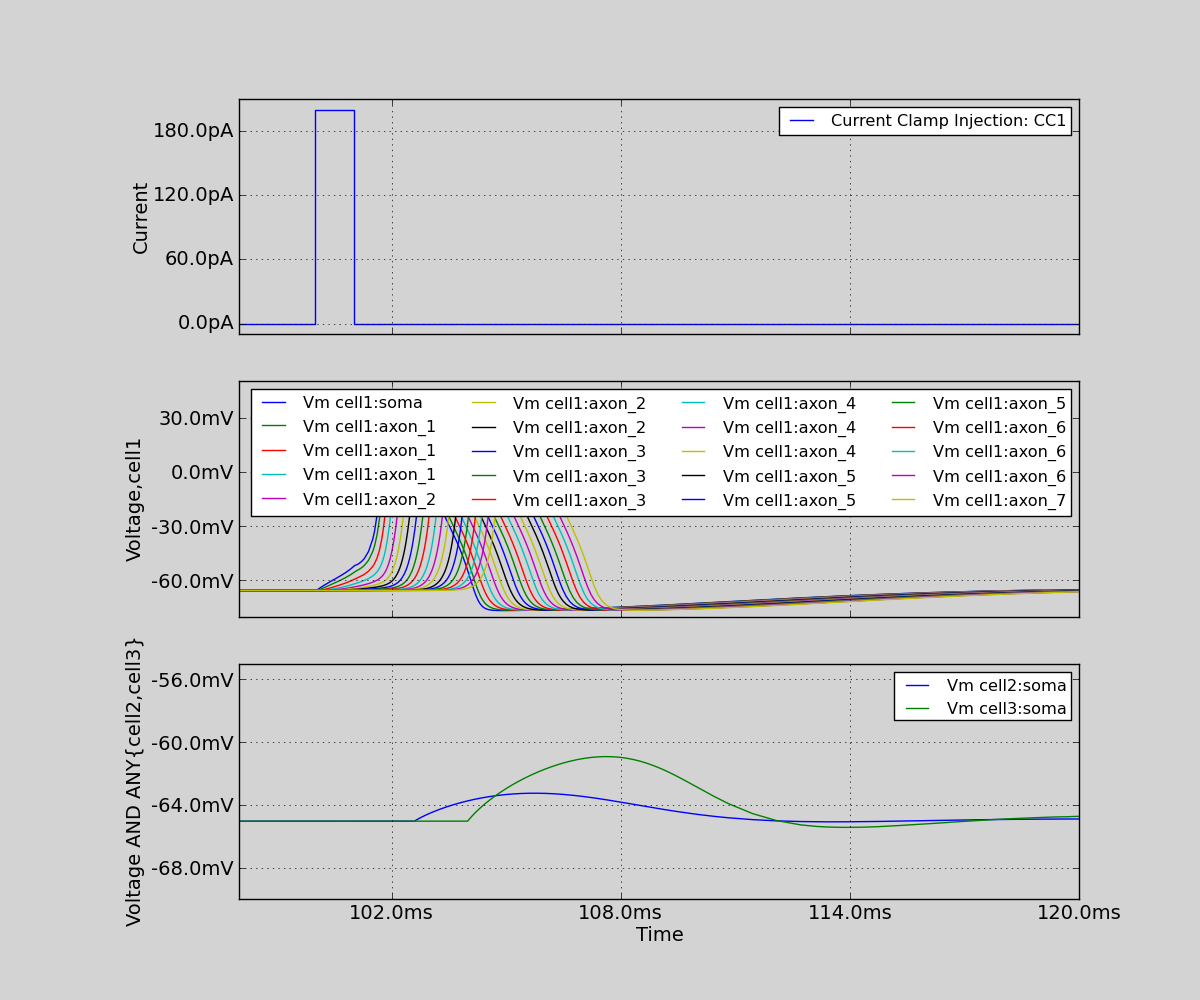 180.0pA
120.0pA
60.0pA
0.0pA
Current
Current Clamp Injection: CC1
30.0mV
0.0mV
-30.0mV
-60.0mV
Voltage,cell1
Vm cell1:soma
Vm cell1:axon_1
Vm cell1:axon_1
Vm cell1:axon_1
Vm cell1:axon_2
Vm cell1:axon_2
Vm cell1:axon_2
Vm cell1:axon_3
Vm cell1:axon_3
Vm cell1:axon_3
Vm cell1:axon_4
Vm cell1:axon_4
Vm cell1:axon_4
Vm cell1:axon_5
Vm cell1:axon_5
Vm cell1:axon_5
Vm cell1:axon_6
Vm cell1:axon_6
Vm cell1:axon_6
Vm cell1:axon_7
-56.0mV
-60.0mV
-64.0mV
-68.0mV
Voltage AND ANY{cell2,cell3}
Vm cell2:soma
Vm cell3:soma
102.0ms
108.0ms
114.0ms
120.0ms
Time